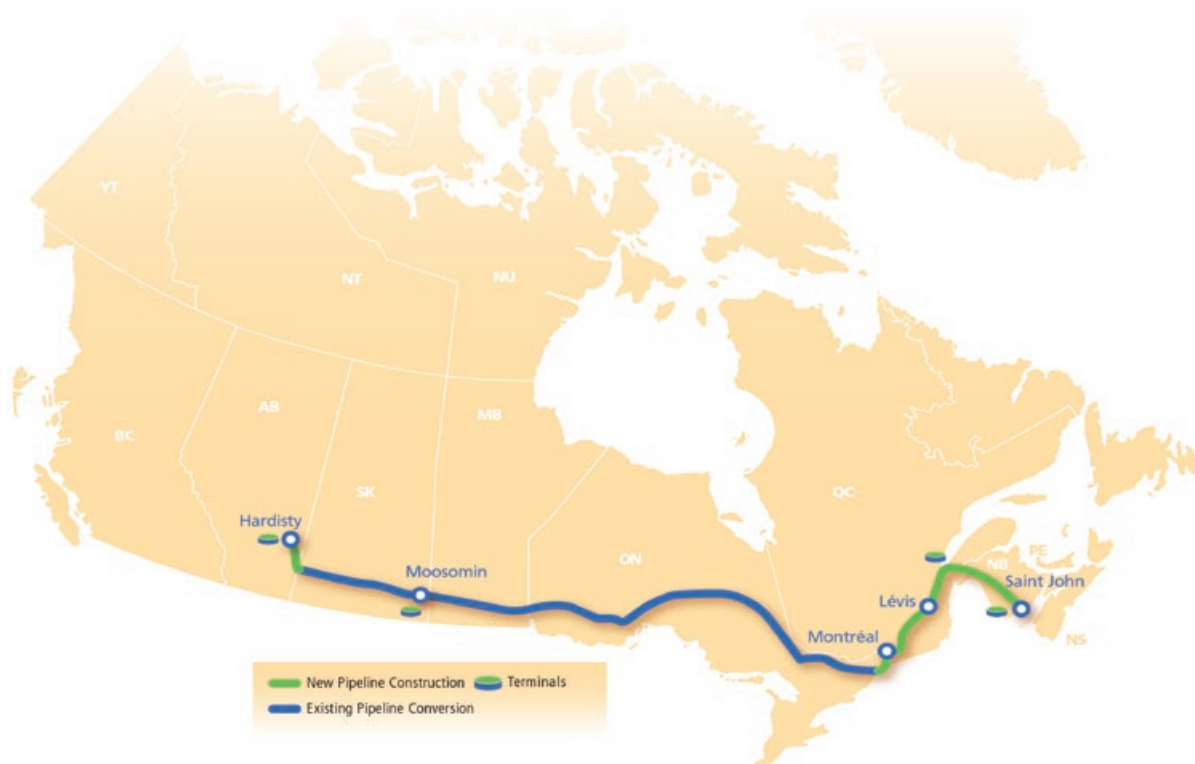 YT
NT
NU
BC
AB
SK
MB
ON
QC
NB
PE
NS
Hardisty
Moosomin
Montréal
Lévis
Saint John
New Pipeline Construction
Terminals
Existing Pipeline Conversion